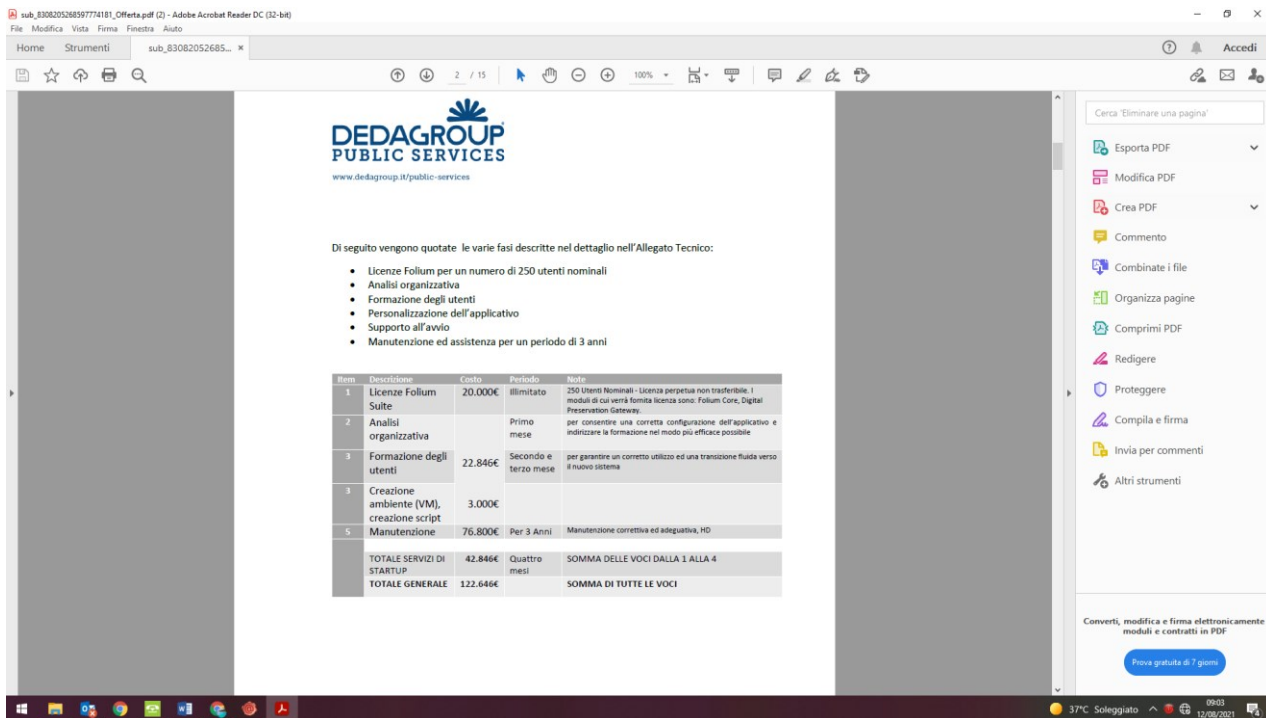 sub_8308205268597774181_Offerta.pdf (2) - Adobe Acrobat Reader DC (32-bit)
File Modifica Vista Firma Finestra Aiuto
Home Strumenti sub_83082052685... × Accedi
2 / 15 100%
DEDAGROUP
PUBLIC SERVICES
www.dedagroup.it/public-services
Di seguito vengono quotate le varie fasi descritte nel dettaglio nell'Allegato Tecnico:
• Licenze Folium per un numero di 250 utenti nominali
• Analisi organizzativa
• Formazione degli utenti
• Personalizzazione dell'applicativo
• Supporto all'avvio
• Manutenzione ed assistenza per un periodo di 3 anni
Item Descrizione Costo Periodo Note
1 Licenze Folium 20.000€ Illimitato 250 Utenti Nominali - Licenza perpetua non trasferibile. I
Suite moduli di cui verrà fornita licenza sono: Folium Core, Digital
Preservation Gateway.
2 Analisi Primo per consentire una corretta configurazione dell'applicativo e
organizzativa mese indirizzare la formazione nel modo più efficace possibile
3 Formazione degli 22.846€ Secondo e per garantire un corretto utilizzo ed una transizione fluida verso
utenti terzo mese il nuovo sistema
3 Creazione
ambiente (VM), 3.000€
creazione script
5 Manutenzione 76.800€ Per 3 Anni Manutenzione correttiva ed adeguativa, HD
TOTALE SERVIZI DI 42.846€ Quattro SOMMA DELLE VOCI DALLA 1 ALLA 4
STARTUP mesi
TOTALE GENERALE 122.646€ SOMMA DI TUTTE LE VOCI
Cerca 'Eliminare una pagina'
Esporta PDF
Modifica PDF
Crea PDF
Commento
Combinate i file
Organizza pagine
Comprimi PDF
Redigere
Proteggere
Compila e firma
Invia per commenti
Altri strumenti
Converti, modifica e firma elettronicamente
moduli e contratti in PDF
Prova gratuita di 7 giorni
37°C Soleggiato
09:03
12/08/2021